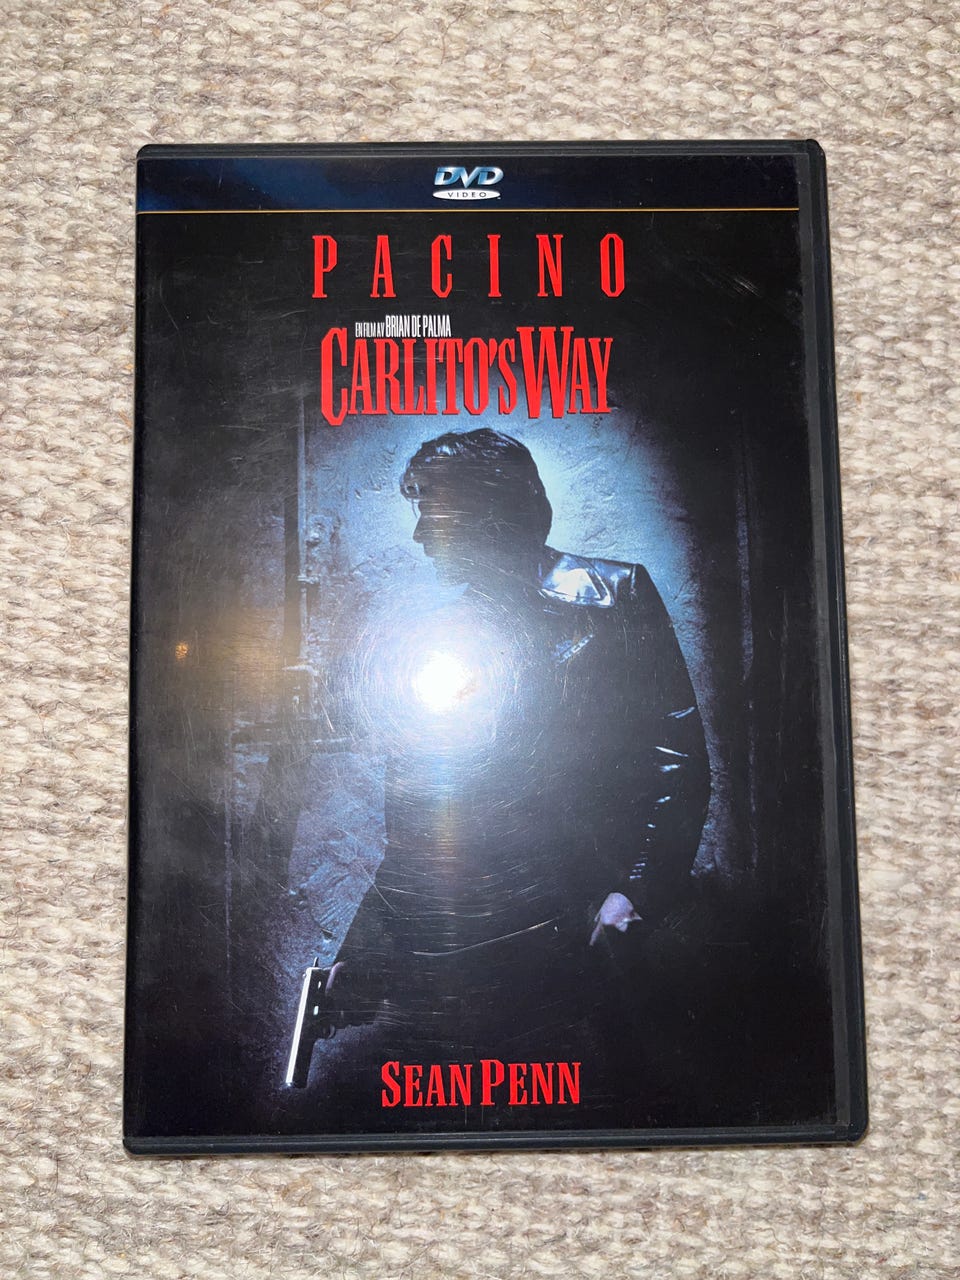 DVD
VIDEO
PACINO
EN FILM AV BRIAN DE PALMA
CARLITO'S WAY
SEAN PENN